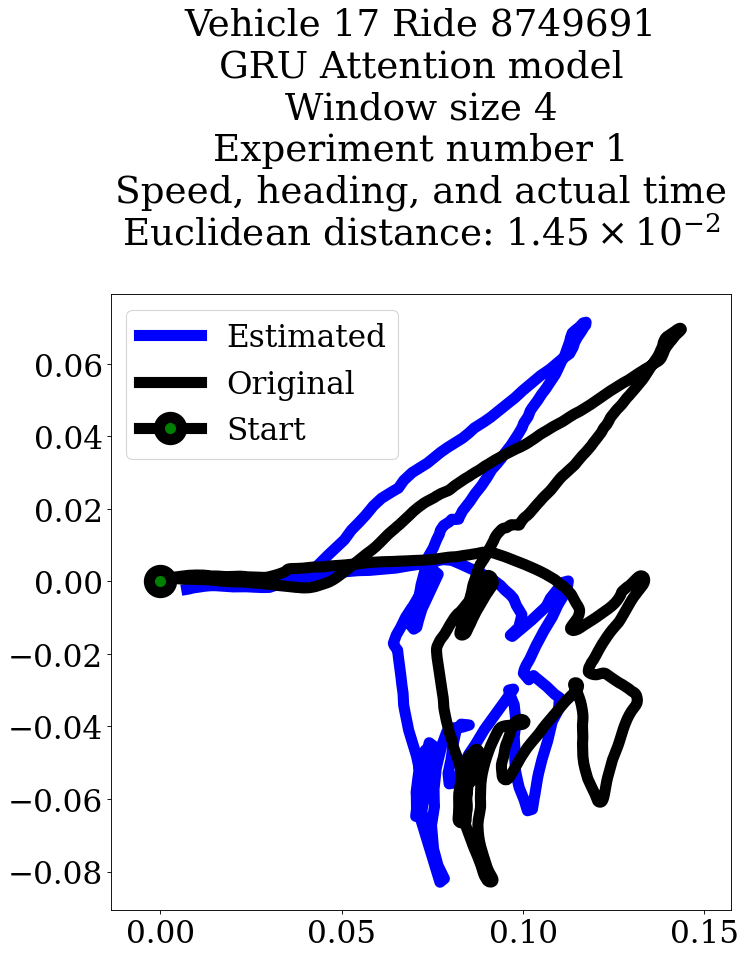 Vehicle 17 Ride 8749691
GRU Attention model
Window size 4
Experiment number 1
Speed, heading, and actual time
Euclidean distance: 1.45 × 10⁻²
Estimated
Original
Start
0.06
0.04
0.02
0.00
−0.02
−0.04
−0.06
−0.08
0.00 0.05 0.10 0.15